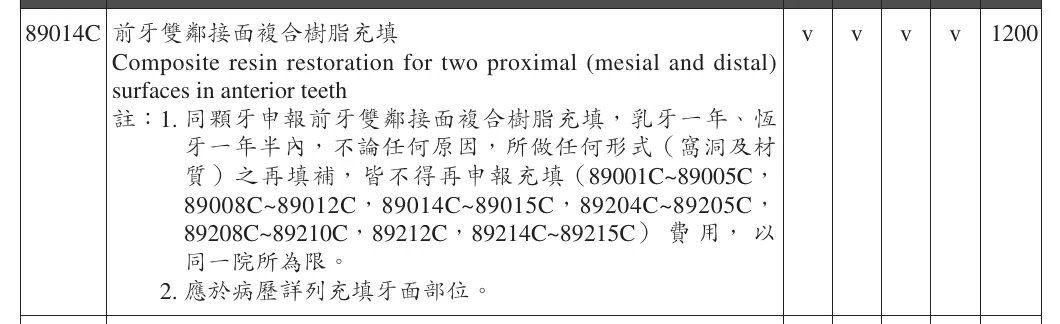 89014C 前牙雙鄰接面複合樹脂充填 v v v v 1200
Composite resin restoration for two proximal (mesial and distal)
surfaces in anterior teeth
註：1. 同顆牙申報前牙雙鄰接面複合樹脂充填，乳牙一年、恆
牙一年半內，不論任何原因，所做任何形式（窩洞及材
質）之再填補，皆不得再申報充填（89001C~89005C，
89008C~89012C，89014C~89015C，89204C~89205C，
89208C~89210C，89212C，89214C~89215C）費用，以
同一院所為限。
2. 應於病歷詳列充填牙面部位。